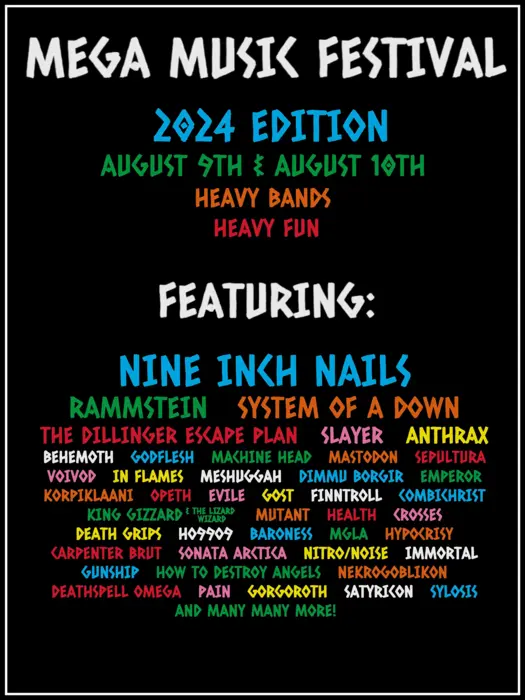 MEGA MUSIC FESTIVAL
2024 EDITION
AUGUST 9TH & AUGUST 10TH
HEAVY BANDS
HEAVY FUN
FEATURING:
NINE INCH NAILS
RAMMSTEIN SYSTEM OF A DOWN
THE DILLINGER ESCAPE PLAN SLAYER ANTHRAX
BEHEMOTH GODFLESH MACHINE HEAD MASTODON SEPULTURA
VOIVOD IN FLAMES MESHUGGAH DIMMU BORGIR EMPEROR
KORPIKLAANI OPETH EVILE GOST FINNTROLL COMBICHRIST
KING GIZZARD & THE LIZARD WIZARD MUTANT HEALTH CROSSES
DEATH GRIPS HO9909 BARONESS MGLA HYPOCRISY
CARPENTER BRUT SONATA ARCTICA NITRO/NOISE IMMORTAL
GUNSHIP HOW TO DESTROY ANGELS NEKROGOBLIKON
DEATHSPELL OMEGA PAIN GORGOROTH SATYRICON SYLOSIS
AND MANY MANY MORE!